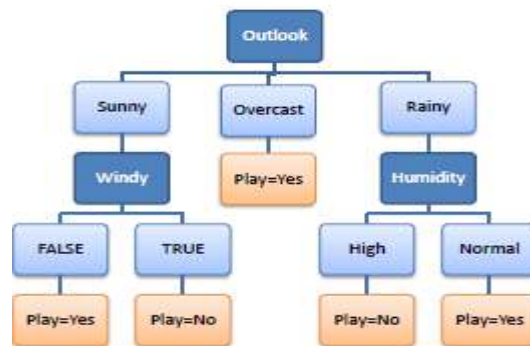 Outlook
Sunny
Overcast
Rainy
Windy
Play=Yes
Humidity
FALSE
TRUE
High
Normal
Play=Yes
Play=No
Play=No
Play=Yes